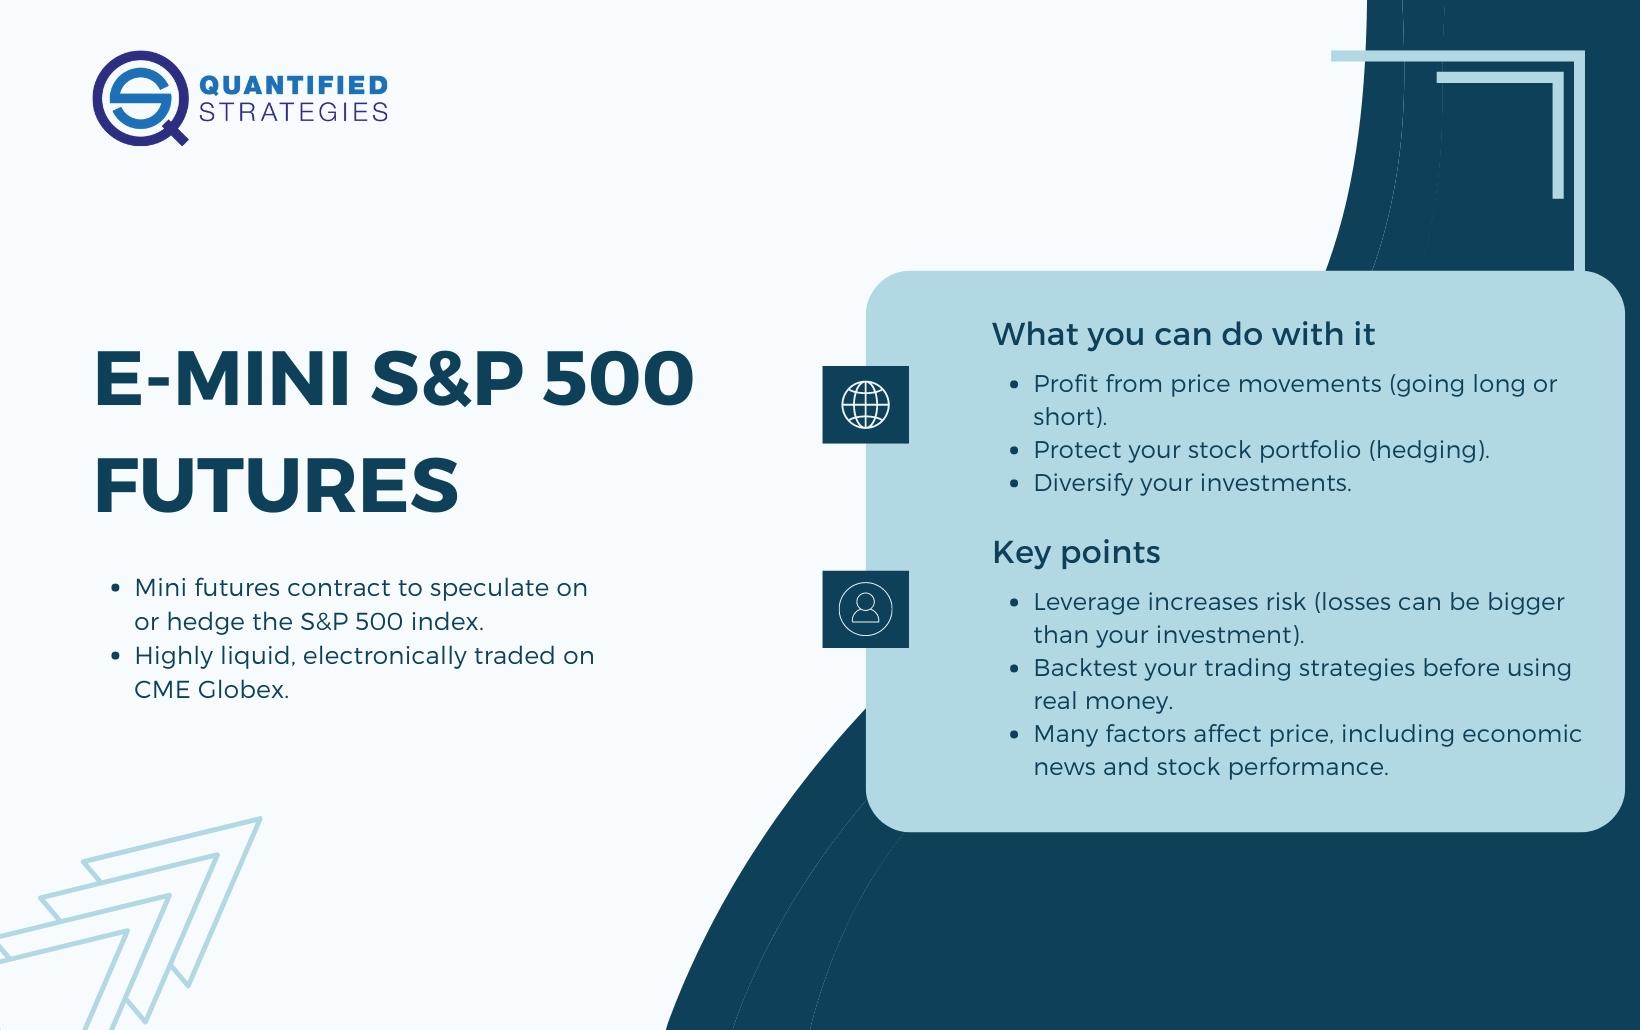 QUANTIFIED
STRATEGIES
E-MINI S&P 500
FUTURES
• Mini futures contract to speculate on
or hedge the S&P 500 index.
• Highly liquid, electronically traded on
CME Globex.
What you can do with it
• Profit from price movements (going long or
short).
• Protect your stock portfolio (hedging).
• Diversify your investments.
Key points
• Leverage increases risk (losses can be bigger
than your investment).
• Backtest your trading strategies before using
real money.
• Many factors affect price, including economic
news and stock performance.